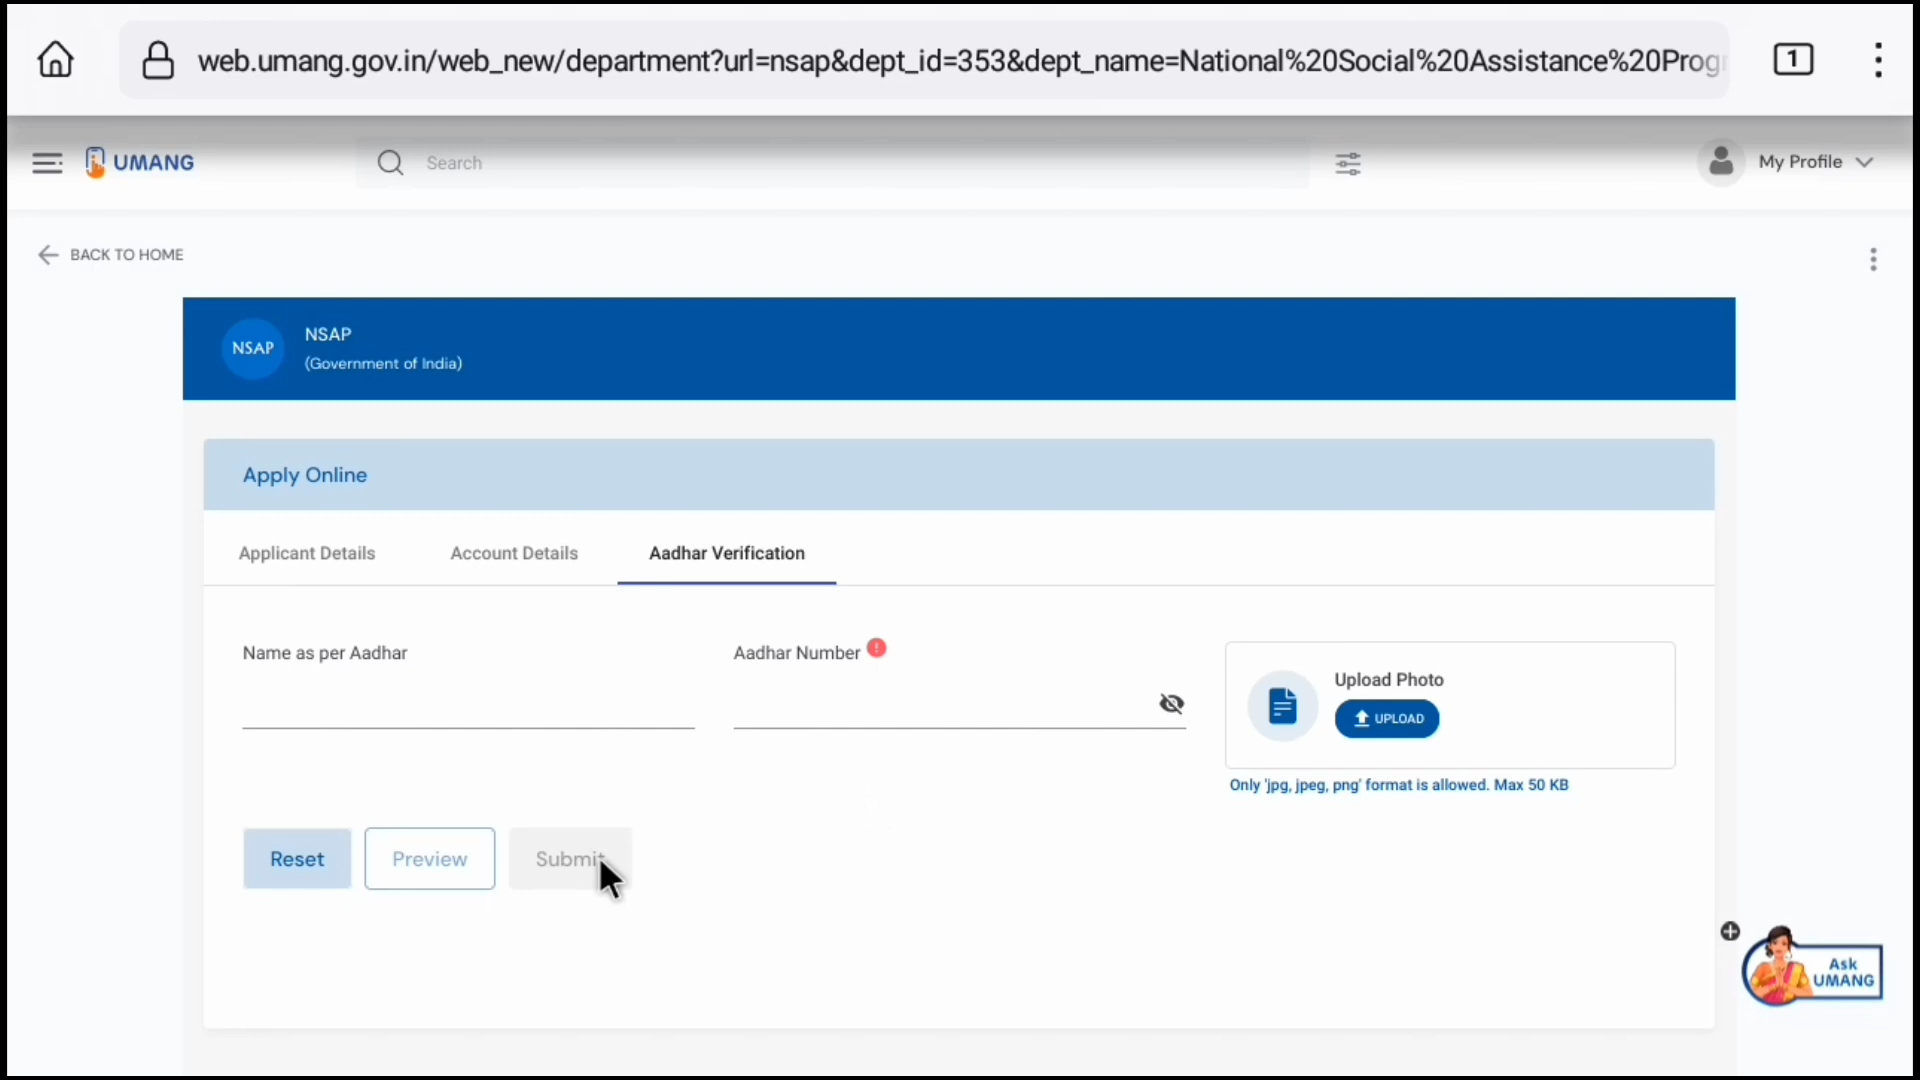 web.umang.gov.in/web_new/department?url=nsap&dept_id=353&dept_name=National%20Social%20Assistance%20Prog
1
UMANG
Search
My Profile
BACK TO HOME
NSAP
NSAP
(Government of India)
Apply Online
Applicant Details
Account Details
Aadhar Verification
Name as per Aadhar
Aadhar Number
Upload Photo
UPLOAD
Only 'jpg, jpeg, png' format is allowed. Max 50 KB
Reset
Preview
Submit
Ask
UMANG